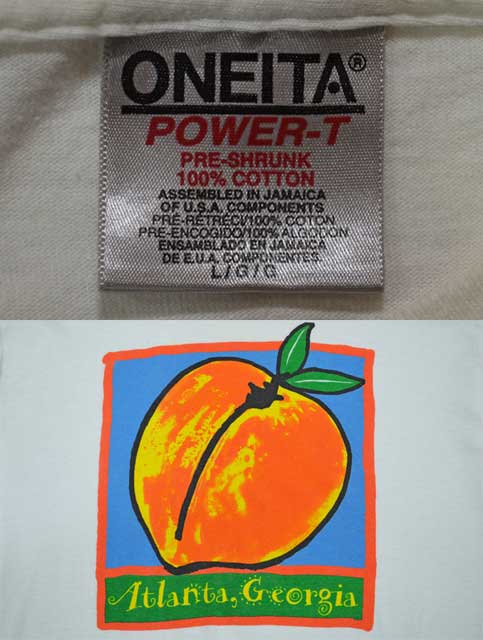 ONEITA®
POWER-T
PRE-SHRUNK
100% COTTON
ASSEMBLED IN JAMAICA
OF U.S.A. COMPONENTS
PRÉ-RÉTRÉCI/100% COTON
PRE-ENCOGIDO/100% ALGODON
ENSAMBLADO EN JAMAICA
DE E.U.A. COMPONENTES
L/G/G
Atlanta, Georgia